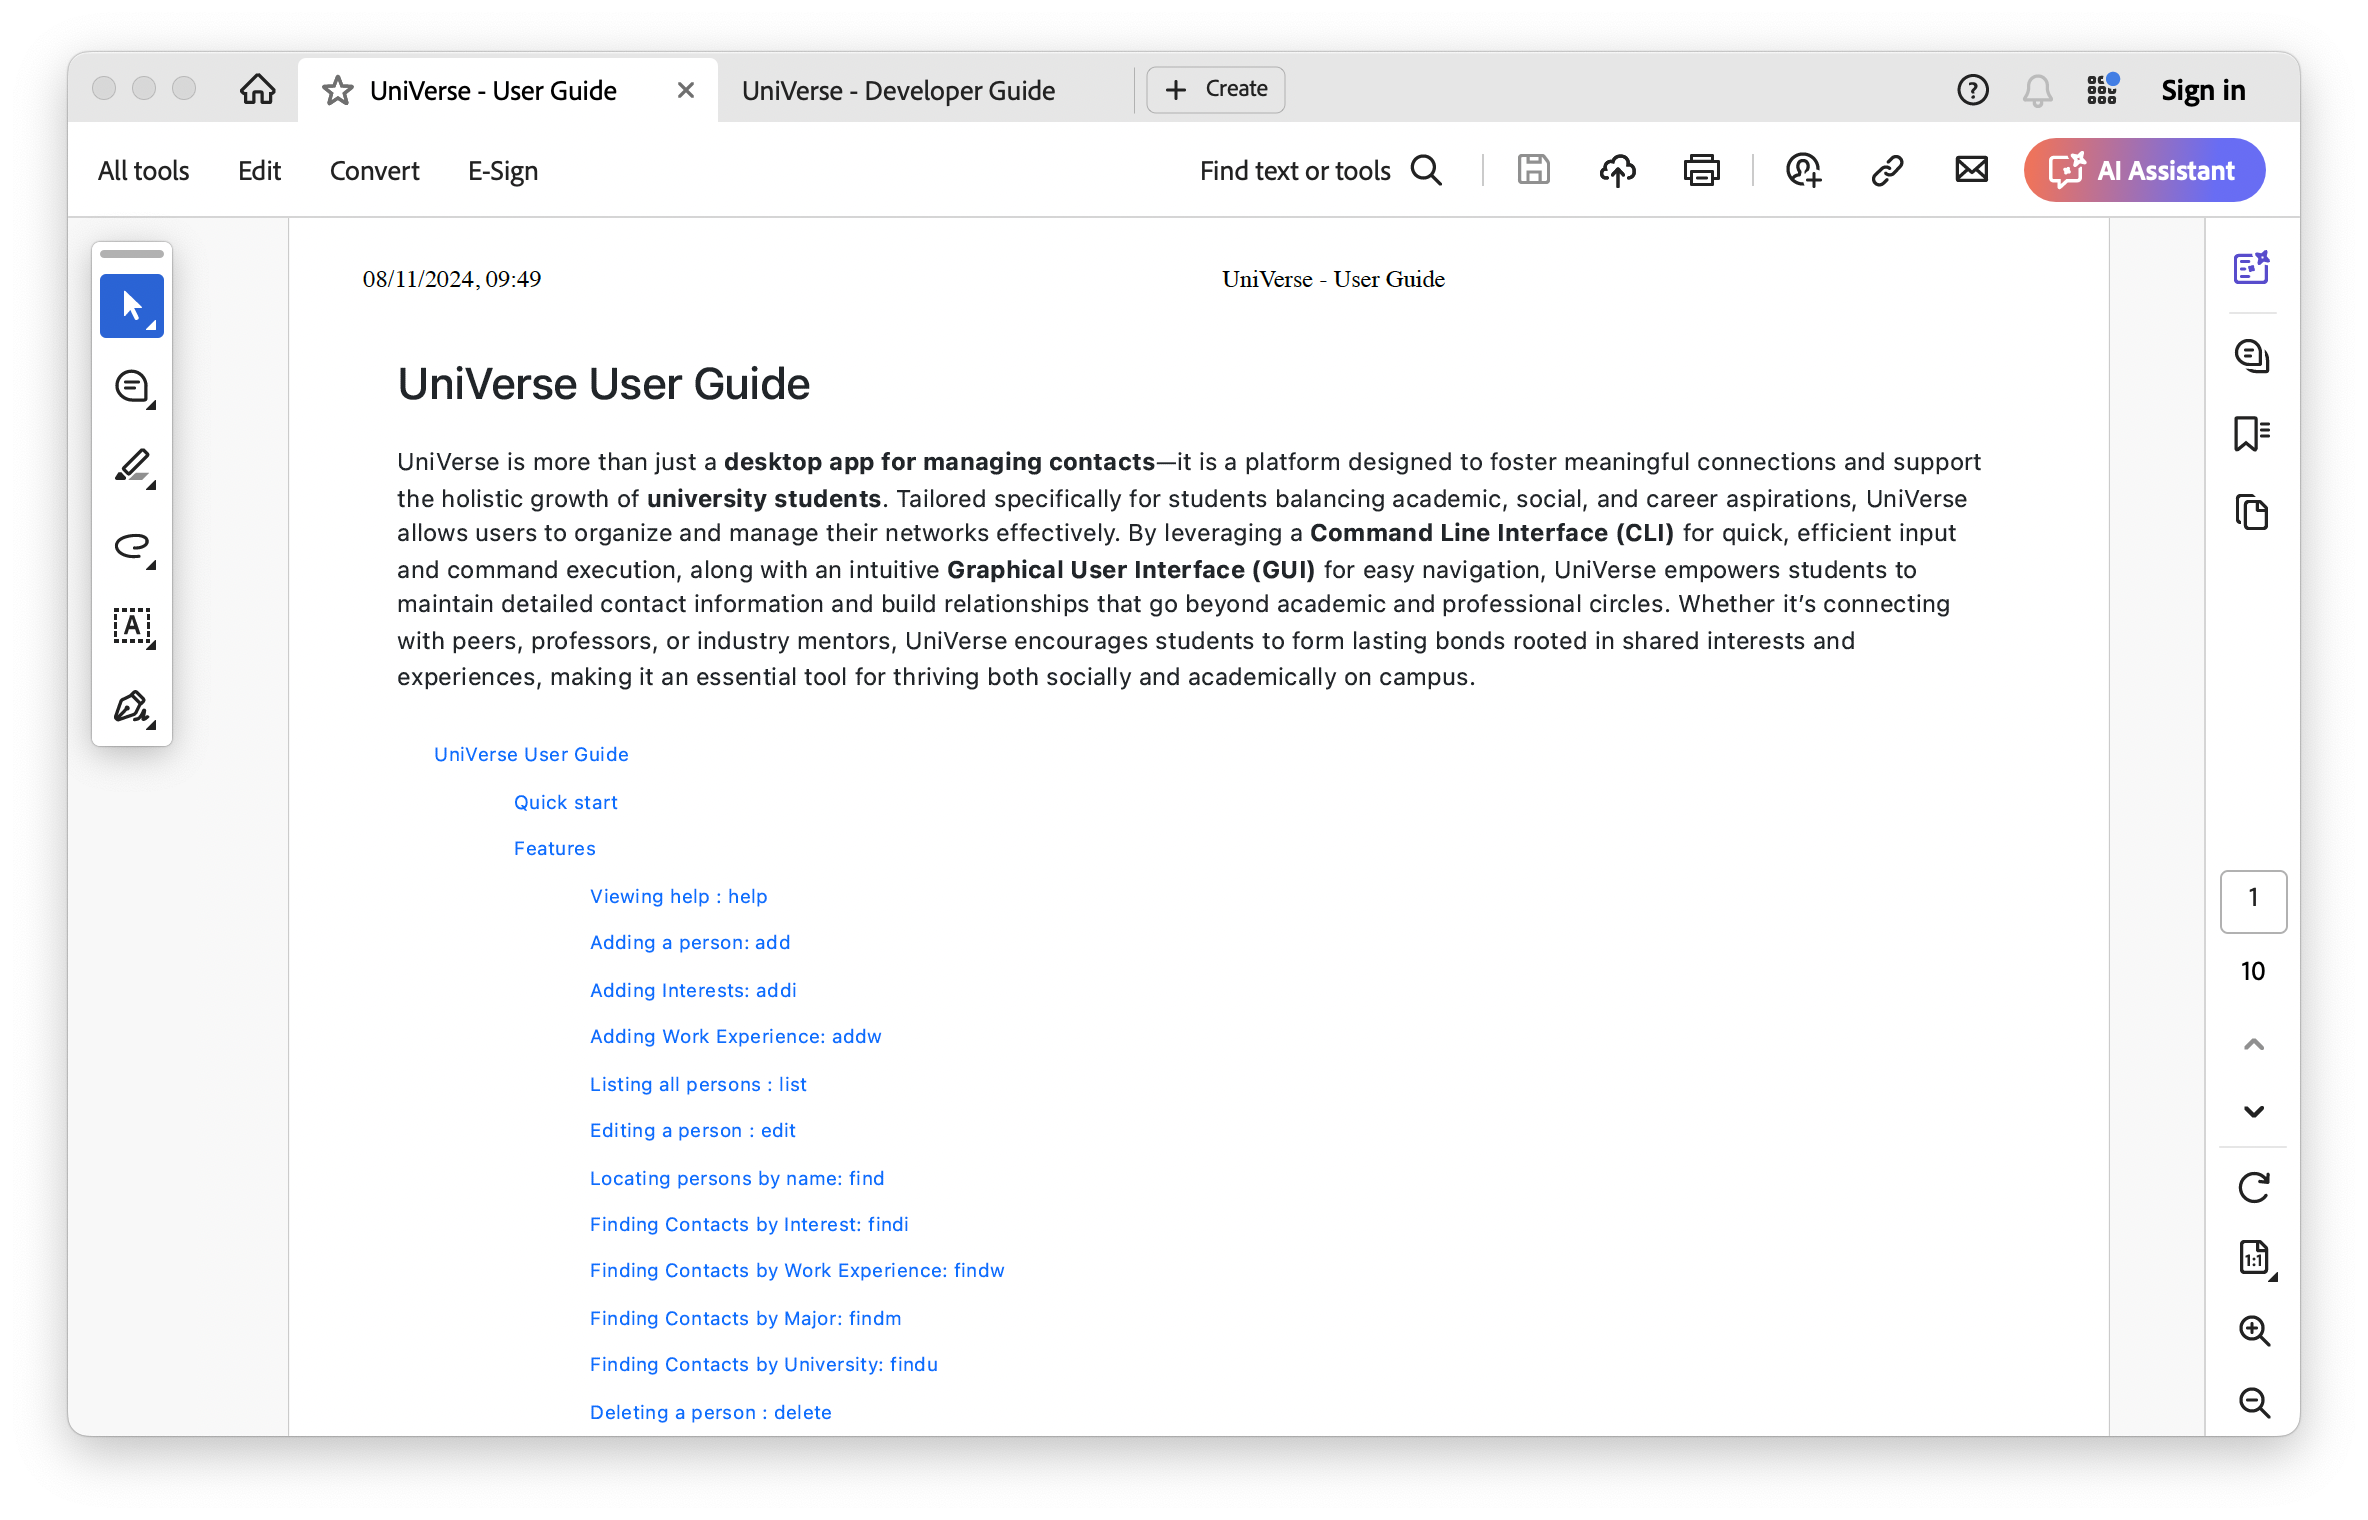 UniVerse - User Guide
UniVerse - Developer Guide
Create
Sign in
All tools
Edit
Convert
E-Sign
Find text or tools
AI Assistant
08/11/2024, 09:49
UniVerse - User Guide
UniVerse User Guide
UniVerse is more than just a desktop app for managing contacts—it is a platform designed to foster meaningful connections and support
the holistic growth of university students. Tailored specifically for students balancing academic, social, and career aspirations, UniVerse
allows users to organize and manage their networks effectively. By leveraging a Command Line Interface (CLI) for quick, efficient input
and command execution, along with an intuitive Graphical User Interface (GUI) for easy navigation, UniVerse empowers students to
maintain detailed contact information and build relationships that go beyond academic and professional circles. Whether it’s connecting
with peers, professors, or industry mentors, UniVerse encourages students to form lasting bonds rooted in shared interests and
experiences, making it an essential tool for thriving both socially and academically on campus.
UniVerse User Guide
Quick start
Features
Viewing help : help
Adding a person: add
Adding Interests: addi
Adding Work Experience: addw
Listing all persons : list
Editing a person : edit
Locating persons by name: find
Finding Contacts by Interest: findi
Finding Contacts by Work Experience: findw
Finding Contacts by Major: findm
Finding Contacts by University: findu
Deleting a person : delete
1
10
1:1